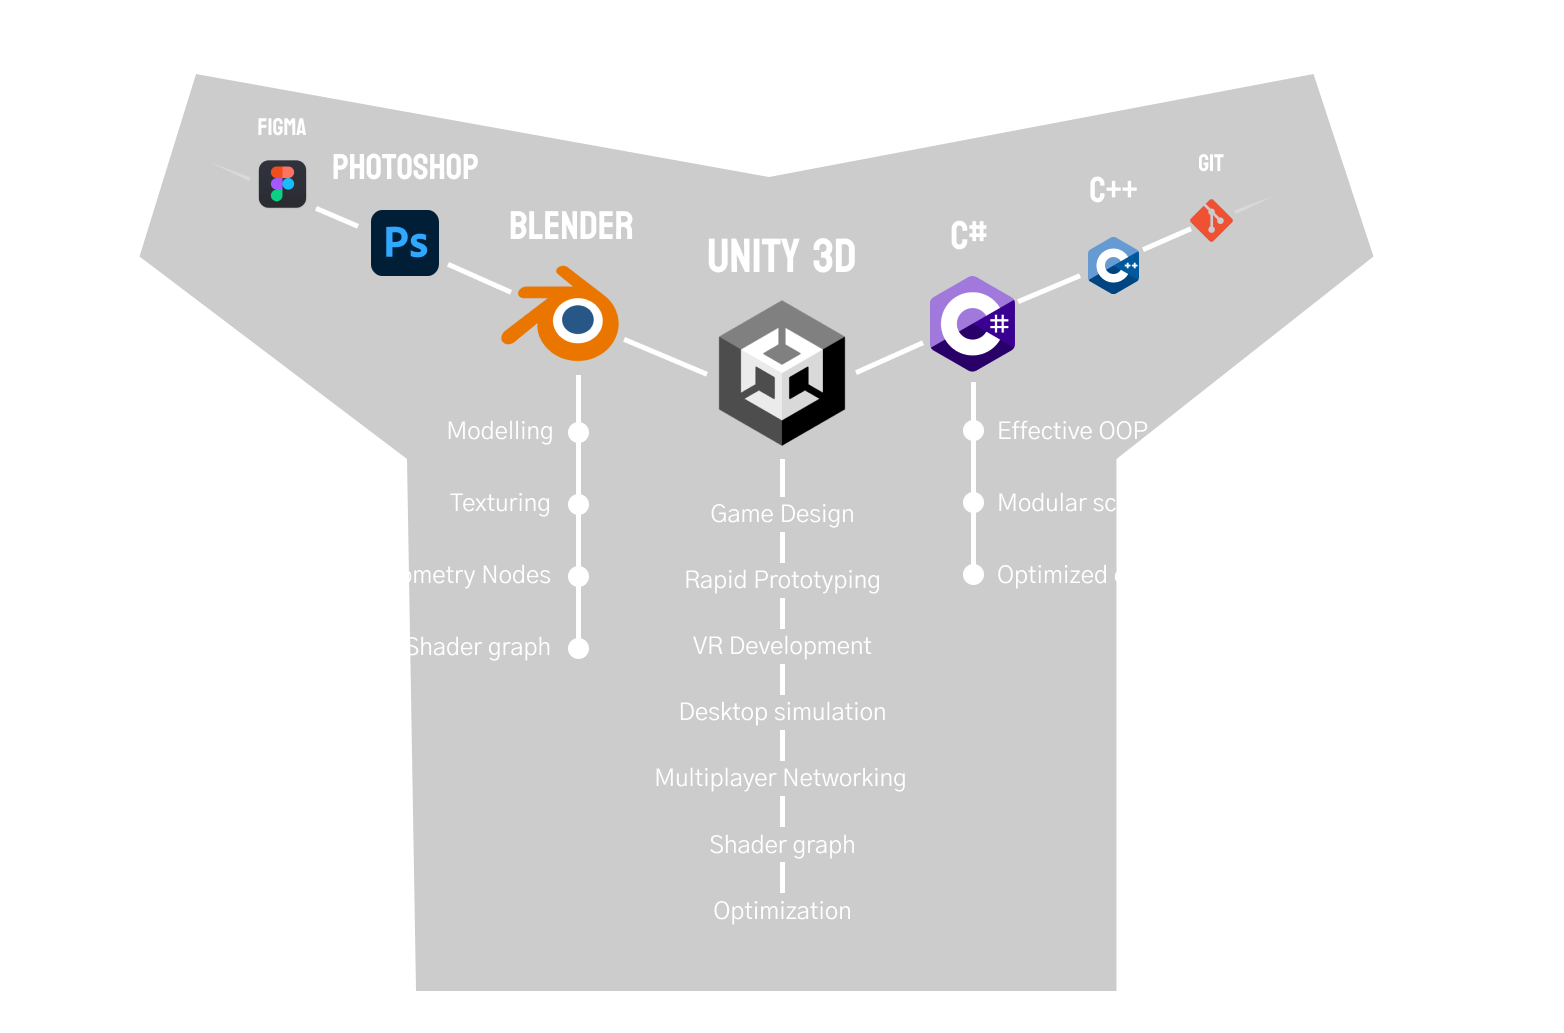 FIGMA
PHOTOSHOP
Ps
BLENDER
UNITY 3D
C#
C++
GIT
Modelling
Texturing
ometry Nodes
Shader graph
Game Design
Rapid Prototyping
VR Development
Desktop simulation
Multiplayer Networking
Shader graph
Optimization
Effective OOP
Modular sc
Optimized